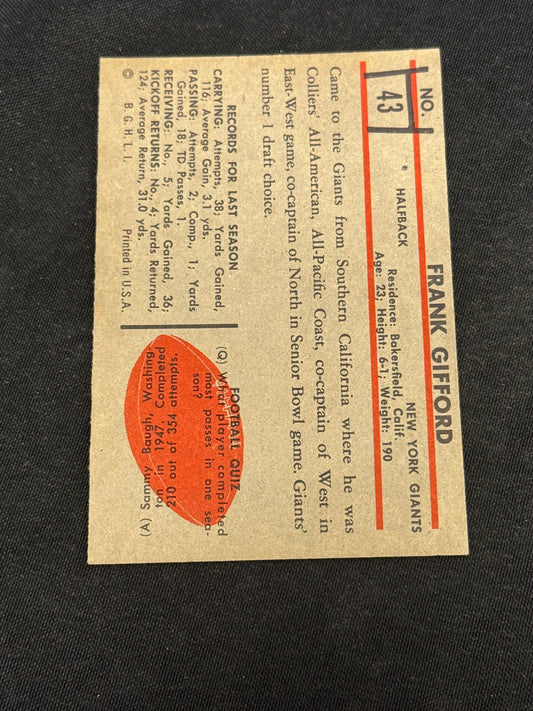 NO.
43
FRANK GIFFORD
HALFBACK
NEW YORK GIANTS
Residence: Bakersfield, Calif.
Age: 23; Height: 6-1; Weight: 190
Came to the Giants from Southern California where he was
Colliers' All-American, All-Pacific Coast, co-captain of West in
East-West game, co-captain of North in Senior Bowl game. Giants'
number 1 draft choice.
RECORDS FOR LAST SEASON
CARRYING: Attempts, 38; Yards Gained,
116; Average Gain, 3.1 yds.
PASSING: Attempts, 2; Comp., 1; Yards
Gained, 18; TD Passes, 1.
RECEIVING: No., 5; Yards Gained, 36;
KICKOFF RETURNS: No., 4; Yards Returned,
124; Average Return, 31.0 yds.
© B. G. H. L. I. Printed in U.S.A.
FOOTBALL QUIZ
(Q) What player completed
most passes in one sea-
son?
(A) Sammy Baugh, Washing-
ton in 1947. Completed
210 out of 354 attempts.